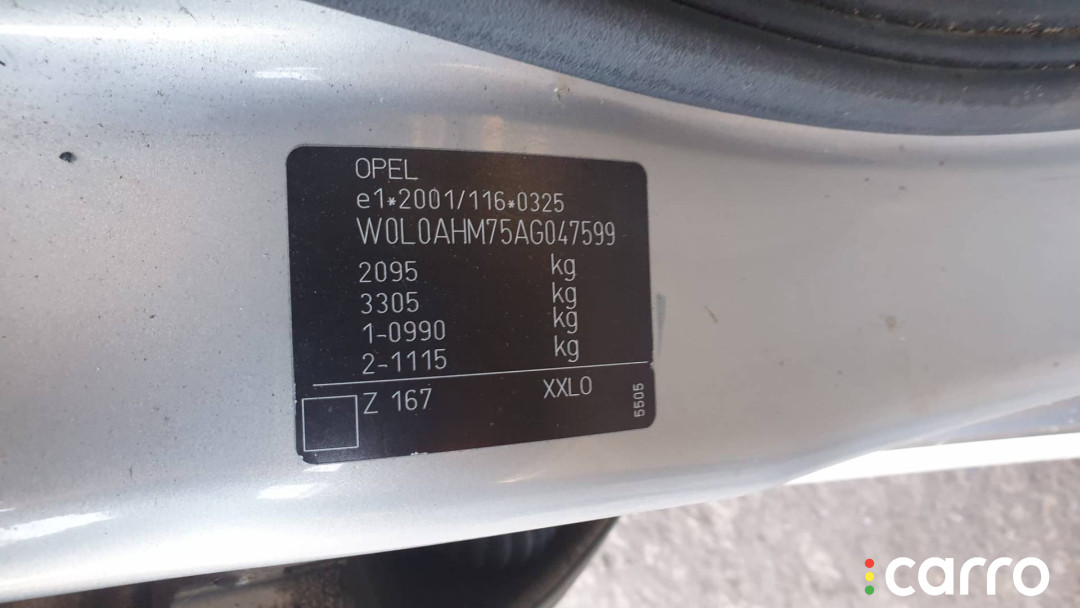 OPEL
e1*2001/116*0325
W0L0AHM75AG047599
2095 kg
3305 kg
1-0990 kg
2-1115 kg
Z 167 XXL0
5505
carro